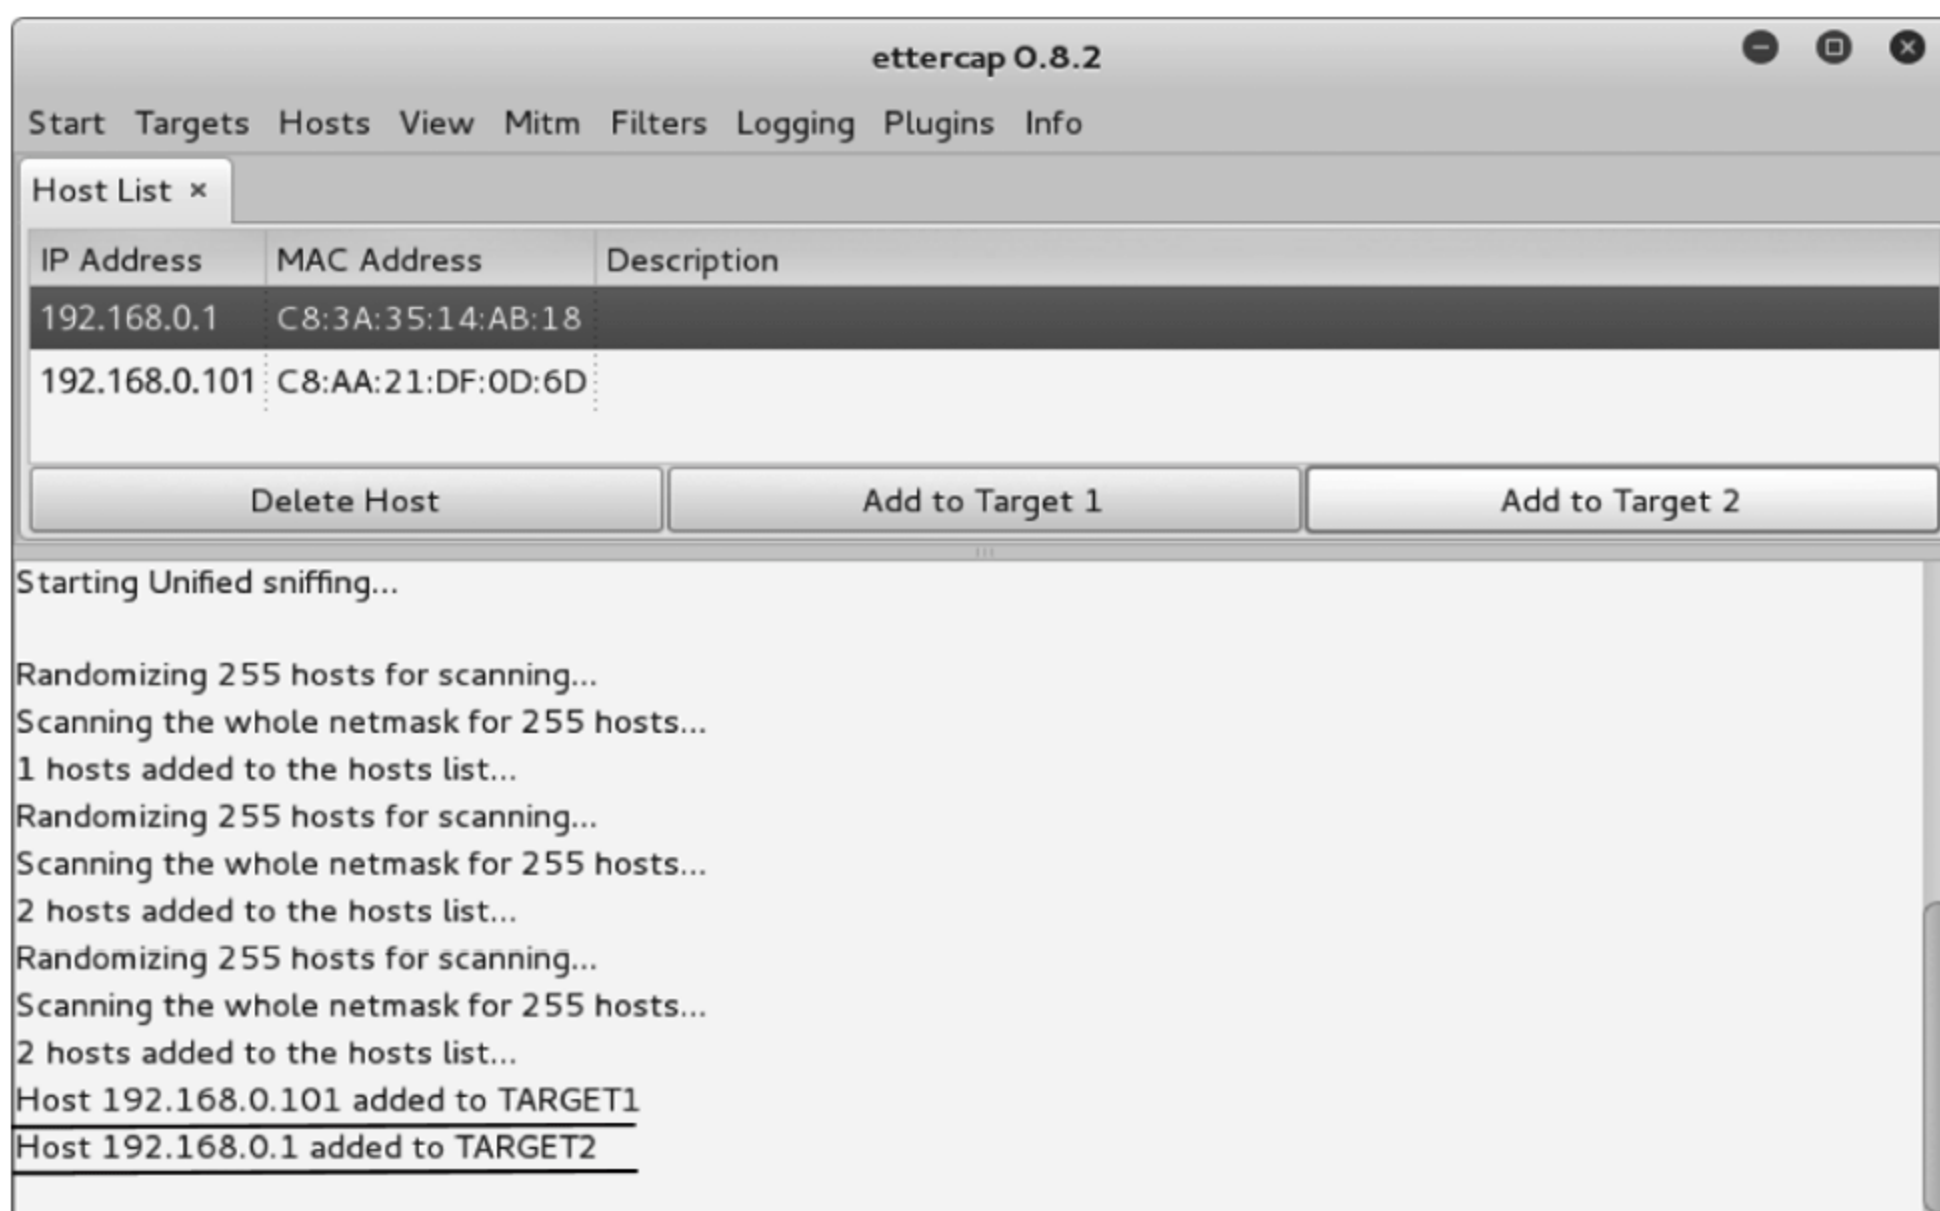 ettercap 0.8.2
Start Targets Hosts View Mitm Filters Logging Plugins Info
Host List ×
IP Address MAC Address Description
192.168.0.1 C8:3A:35:14:AB:18
192.168.0.101 C8:AA:21:DF:0D:6D
Delete Host Add to Target 1 Add to Target 2
Starting Unified sniffing...
Randomizing 255 hosts for scanning...
Scanning the whole netmask for 255 hosts...
1 hosts added to the hosts list...
Randomizing 255 hosts for scanning...
Scanning the whole netmask for 255 hosts...
2 hosts added to the hosts list...
Randomizing 255 hosts for scanning...
Scanning the whole netmask for 255 hosts...
2 hosts added to the hosts list...
Host 192.168.0.101 added to TARGET1
Host 192.168.0.1 added to TARGET2